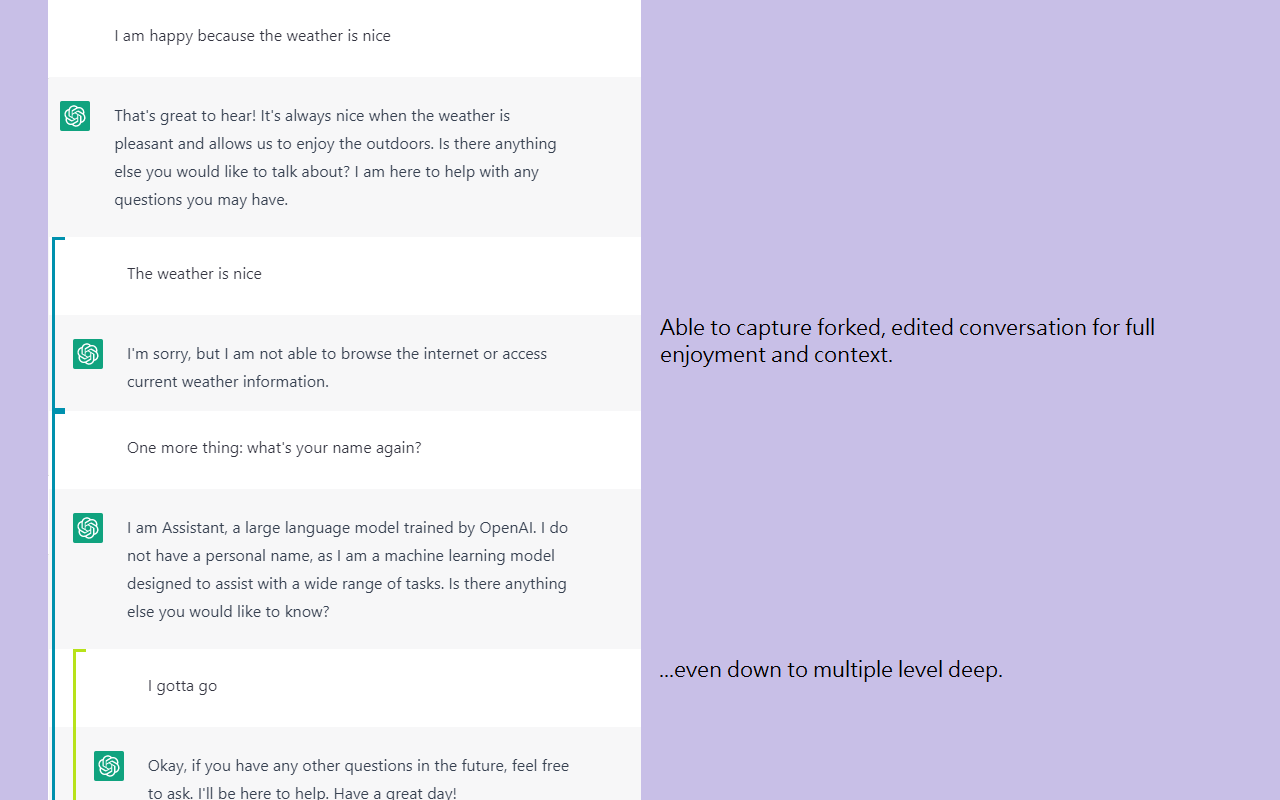 I am happy because the weather is nice
That's great to hear! It's always nice when the weather is
pleasant and allows us to enjoy the outdoors. Is there anything
else you would like to talk about? I am here to help with any
questions you may have.
The weather is nice
I'm sorry, but I am not able to browse the internet or access
current weather information.
Able to capture forked, edited conversation for full
enjoyment and context.
One more thing: what's your name again?
I am Assistant, a large language model trained by OpenAI. I do
not have a personal name, as I am a machine learning model
designed to assist with a wide range of tasks. Is there anything
else you would like to know?
...even down to multiple level deep.
I gotta go
Okay, if you have any other questions in the future, feel free
to ask. I'll be here to help. Have a great day!